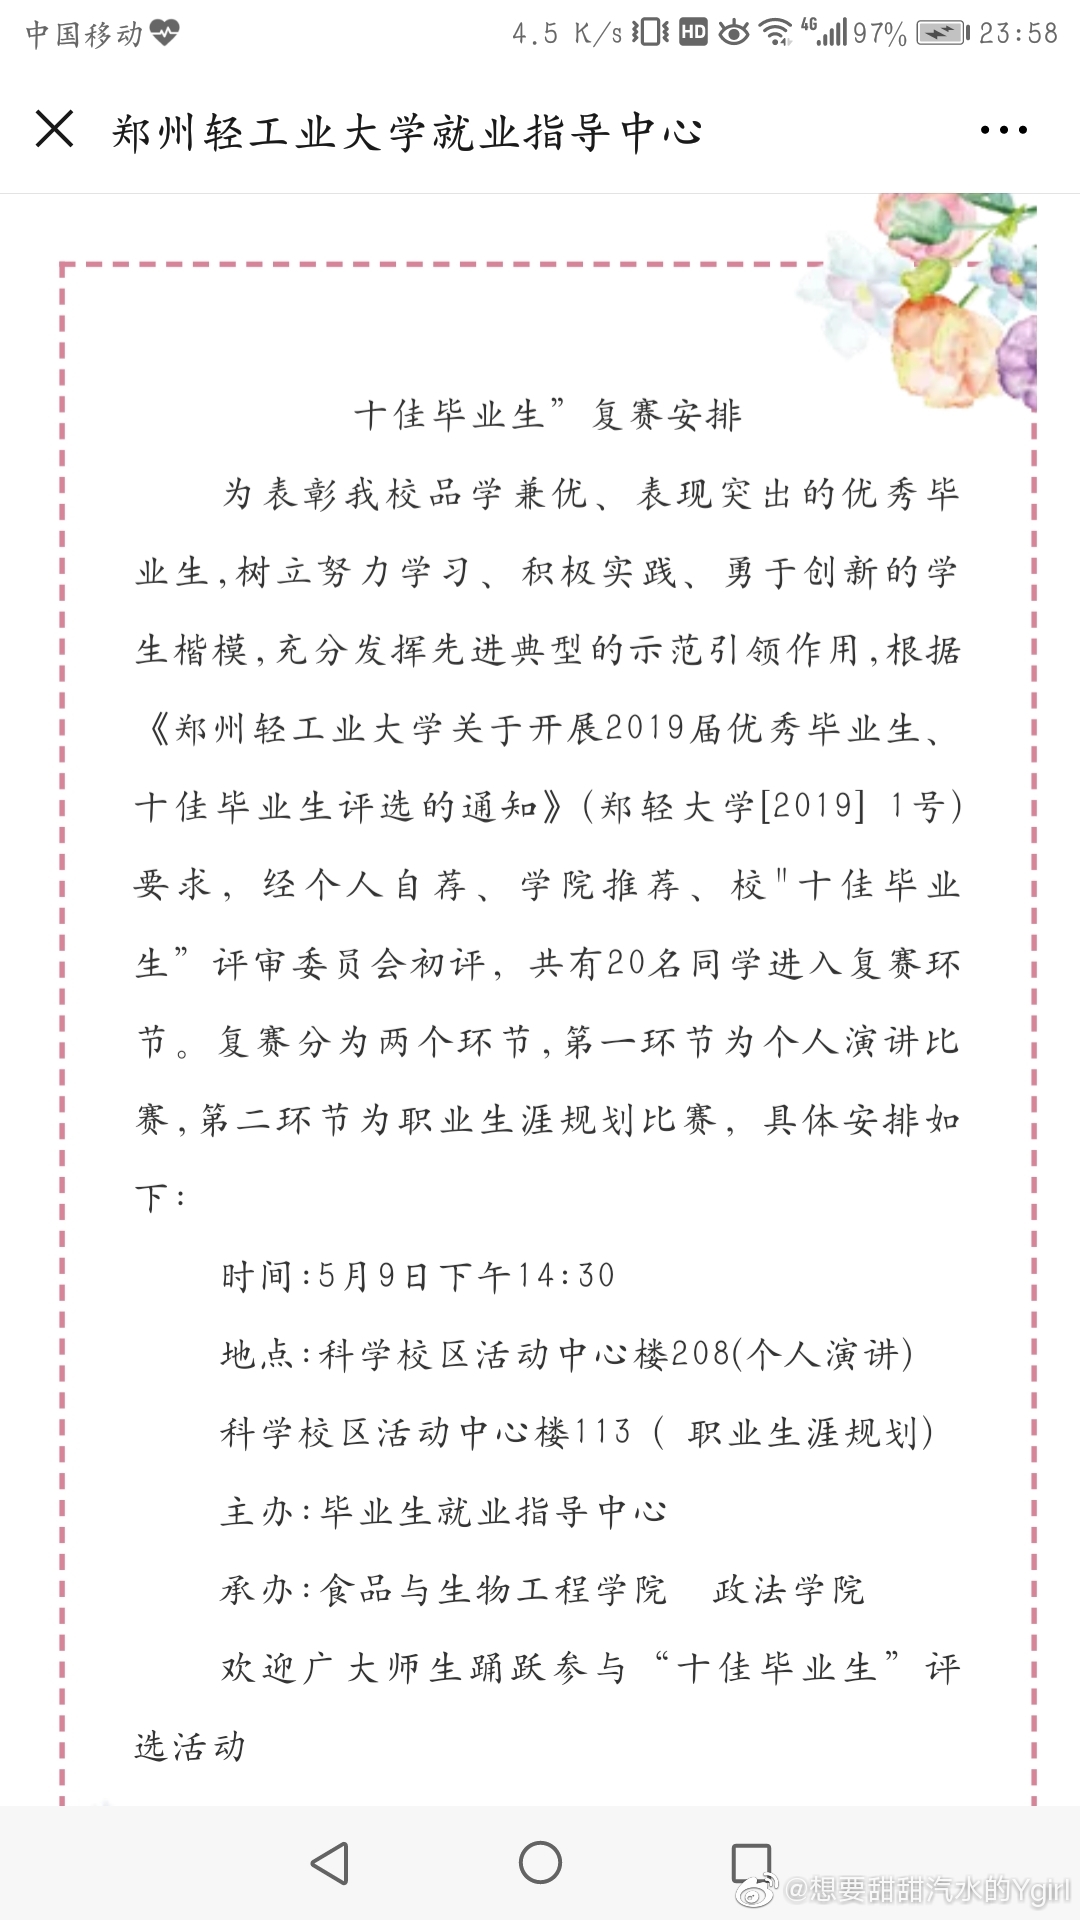 中国移动 4.5 K/s HD 4G 97% 23:58
郑州轻工业大学就业指导中心
十佳毕业生”复赛安排
为表彰我校品学兼优、表现突出的优秀毕
业生,树立努力学习、积极实践、勇于创新的学
生楷模,充分发挥先进典型的示范引领作用,根据
《郑州轻工业大学关于开展2019届优秀毕业生、
十佳毕业生评选的通知》(郑轻大学[2019] 1号)
要求，经个人自荐、学院推荐、校"十佳毕业
生”评审委员会初评，共有20名同学进入复赛环
节。复赛分为两个环节,第一环节为个人演讲比
赛,第二环节为职业生涯规划比赛，具体安排如
下:
时间:5月9日下午14:30
地点:科学校区活动中心楼208(个人演讲)
科学校区活动中心楼113 ( 职业生涯规划)
主办:毕业生就业指导中心
承办:食品与生物工程学院 政法学院
欢迎广大师生踊跃参与“十佳毕业生”评
选活动
@想要甜甜汽水的Ygirl